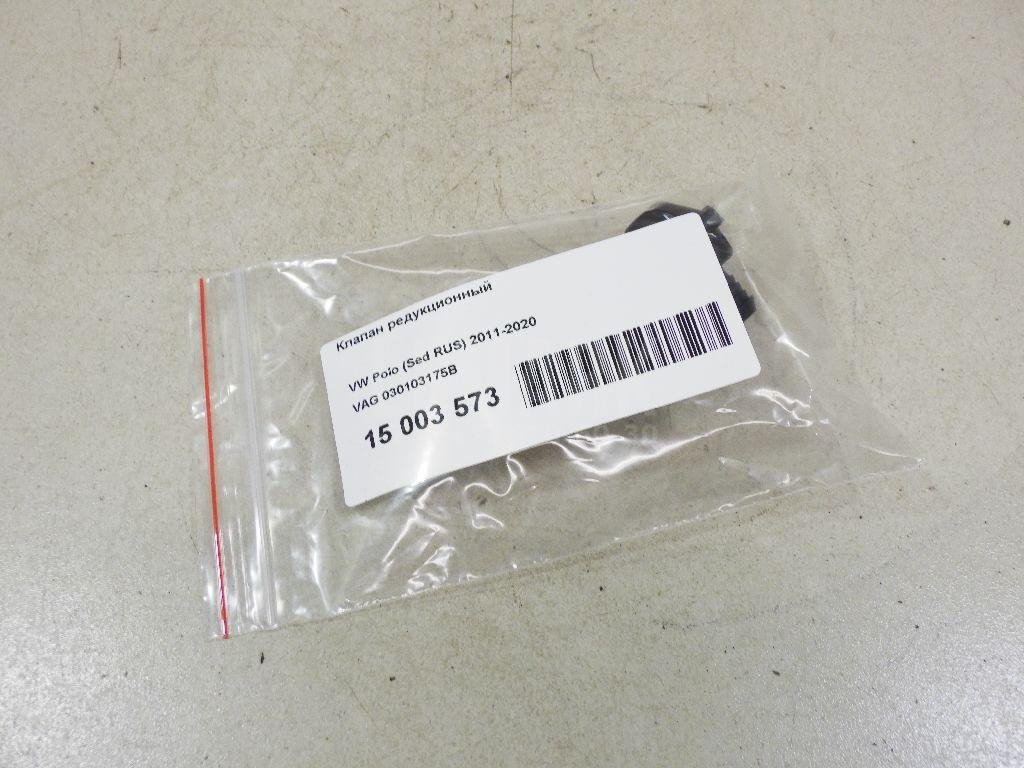 Клапан редукционный
VW Polo (Sed RUS) 2011-2020
VAG 030103175B
15 003 573